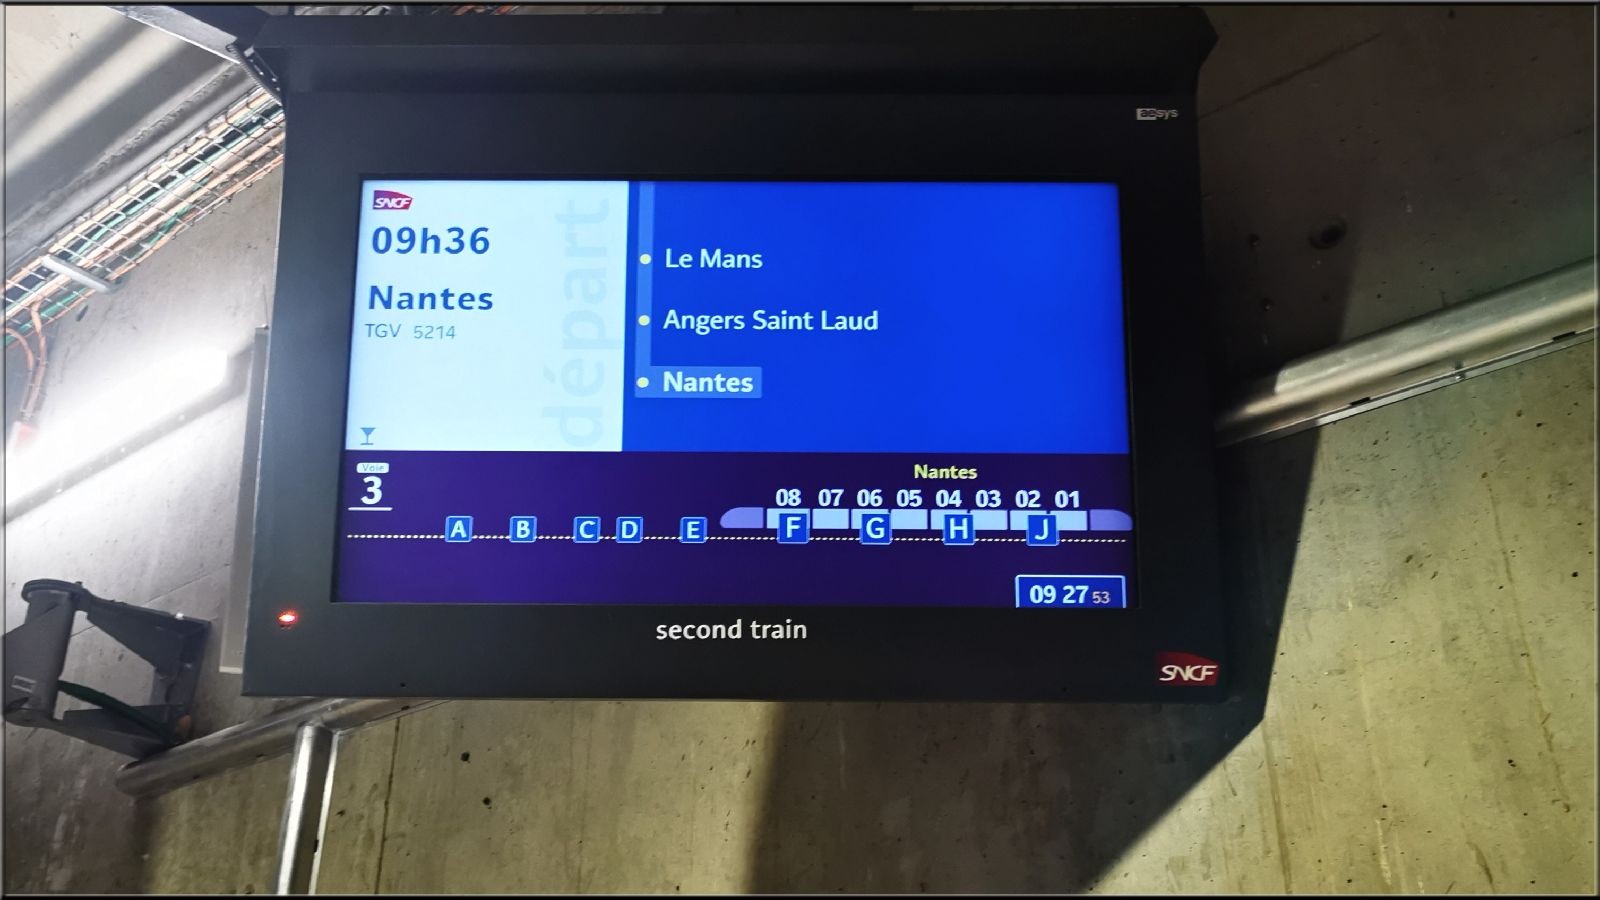 aesys
SNCF
09h36
Nantes
TGV 5214
départ
Le Mans
Angers Saint Laud
Nantes
Voie
3
Nantes
08 07 06 05 04 03 02 01
A B C D E F G H J
09 27 53
second train
SNCF